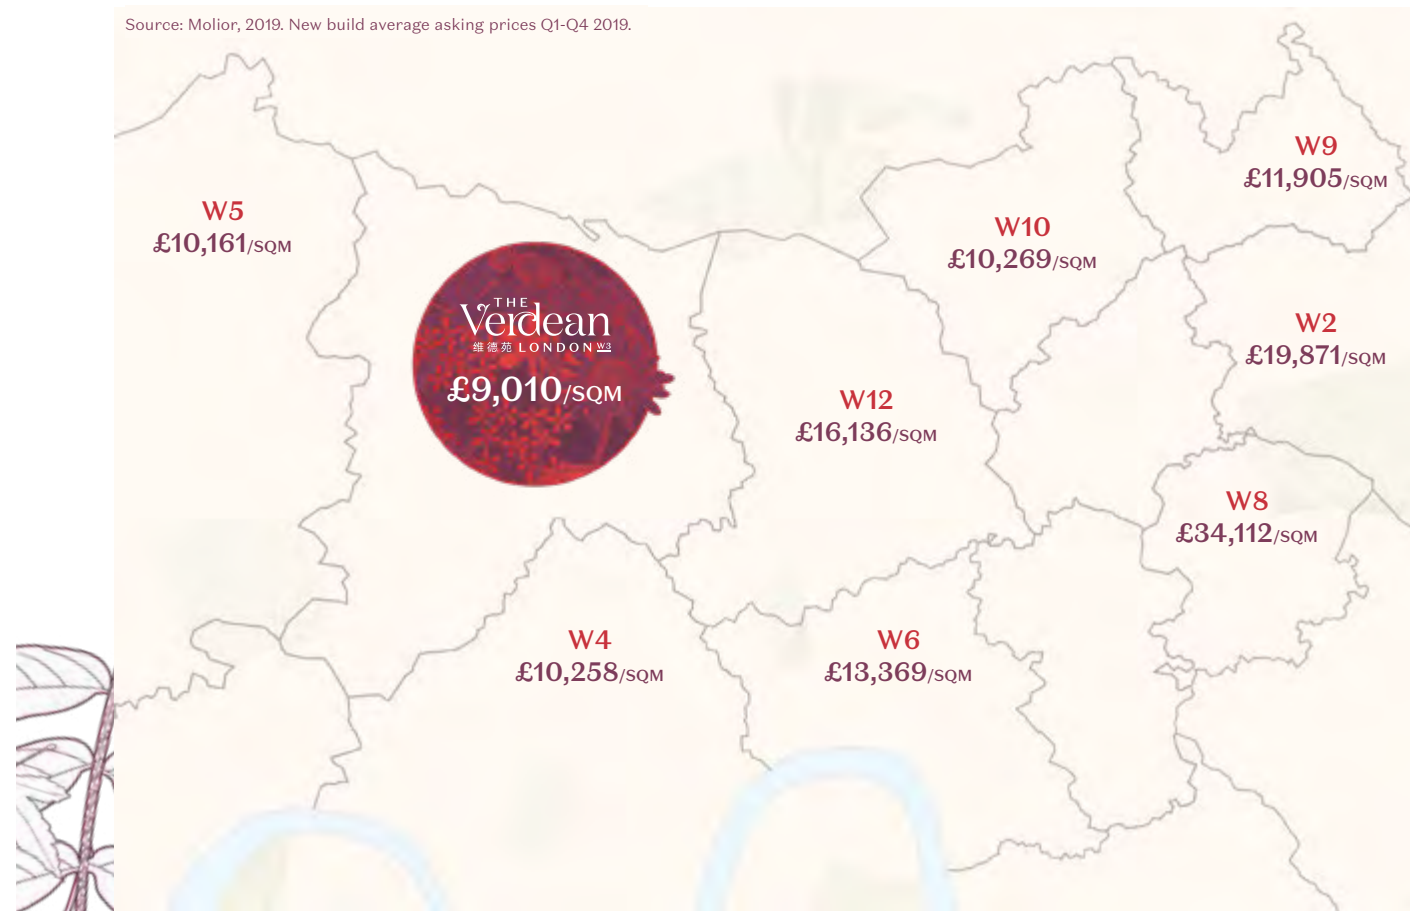 Source: Molior, 2019. New build average asking prices Q1-Q4 2019.
W9
£11,905/SQM
W5
£10,161/SQM
W10
£10,269/SQM
THE
Verdean
维德苑 LONDON W3
£9,010/SQM
W2
£19,871/SQM
W12
£16,136/SQM
W8
£34,112/SQM
W4
£10,258/SQM
W6
£13,369/SQM